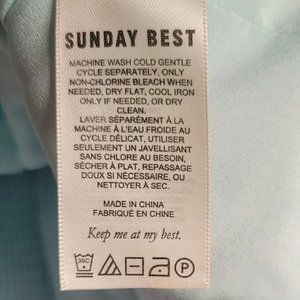 SUNDAY BEST
MACHINE WASH COLD GENTLE
CYCLE SEPARATELY, ONLY
NON-CHLORINE BLEACH WHEN
NEEDED, DRY FLAT, COOL IRON
ONLY IF NEEDED, OR DRY
CLEAN.
LAVER SÉPARÉMENT À LA
MACHINE À L'EAU FROIDE AU
CYCLE DÉLICAT, UTILISER
SEULEMENT UN JAVELLISANT
SANS CHLORE AU BESOIN,
SÉCHER À PLAT, REPASSAGE
DOUX SI NÉCESSAIRE, OU
NETTOYER À SEC.
MADE IN CHINA
FABRIQUÉ EN CHINE
Keep me at my best.
30C P